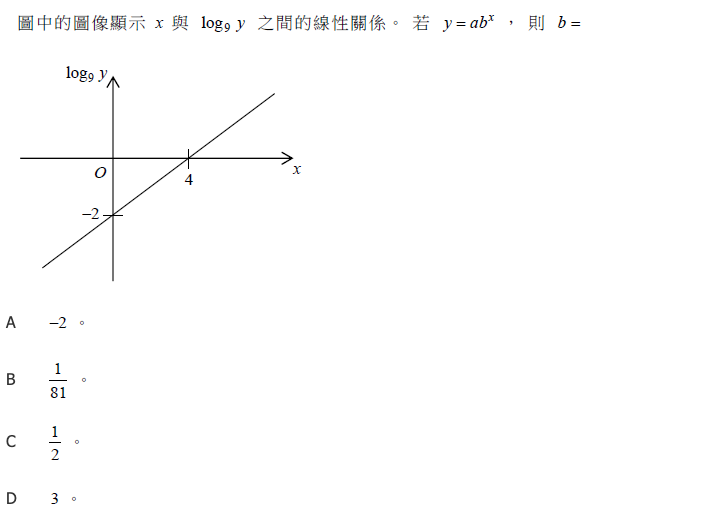 圖中的圖像顯示 x 與 log₉ y 之間的線性關係。 若 y = abˣ ， 則 b =
log₉ y
O
x
4
−2
A −2 。
B 1/81 。
C 1/2 。
D 3 。